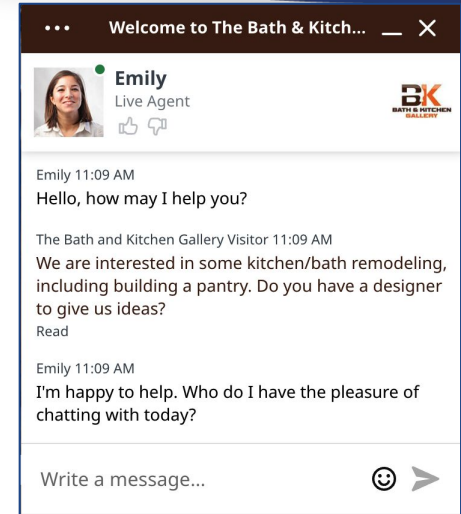 Welcome to The Bath & Kitch...
Emily
Live Agent
BK
BATH & KITCHEN
GALLERY
Emily 11:09 AM
Hello, how may I help you?
The Bath and Kitchen Gallery Visitor 11:09 AM
We are interested in some kitchen/bath remodeling,
including building a pantry. Do you have a designer
to give us ideas?
Read
Emily 11:09 AM
I'm happy to help. Who do I have the pleasure of
chatting with today?
Write a message...